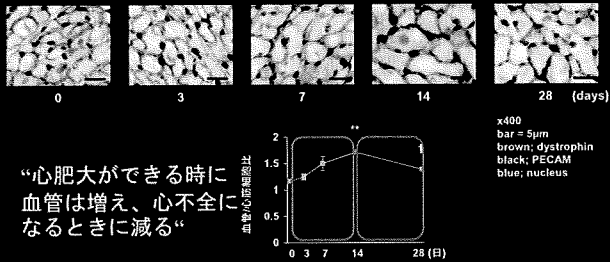 0 3 7 14 28 (days)
x400
bar = 5μm
brown; dystrophin
black; PECAM
blue; nucleus
“心肥大ができる時に
血管は増え、心不全に
なるときに減る“
**
血管/心筋細胞比
2
1.5
1
0.5
0
0 3 7 14 28 (日)